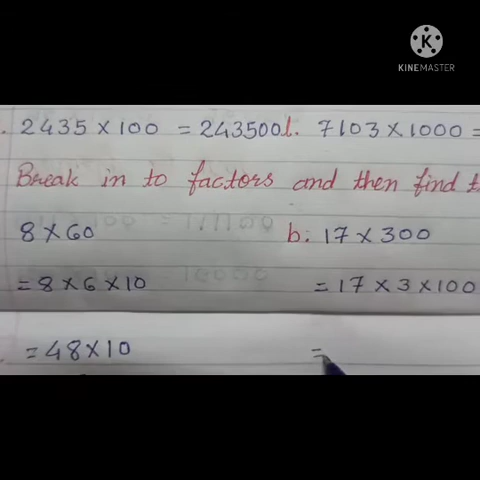 K
KINEMASTER
. 2435 × 100 = 243500 l. 7103 × 1000 =
Break in to factors and then find t
8 × 60 b: 17 × 300
= 8 × 6 × 10 = 17 × 3 × 100
= 48 × 10 =